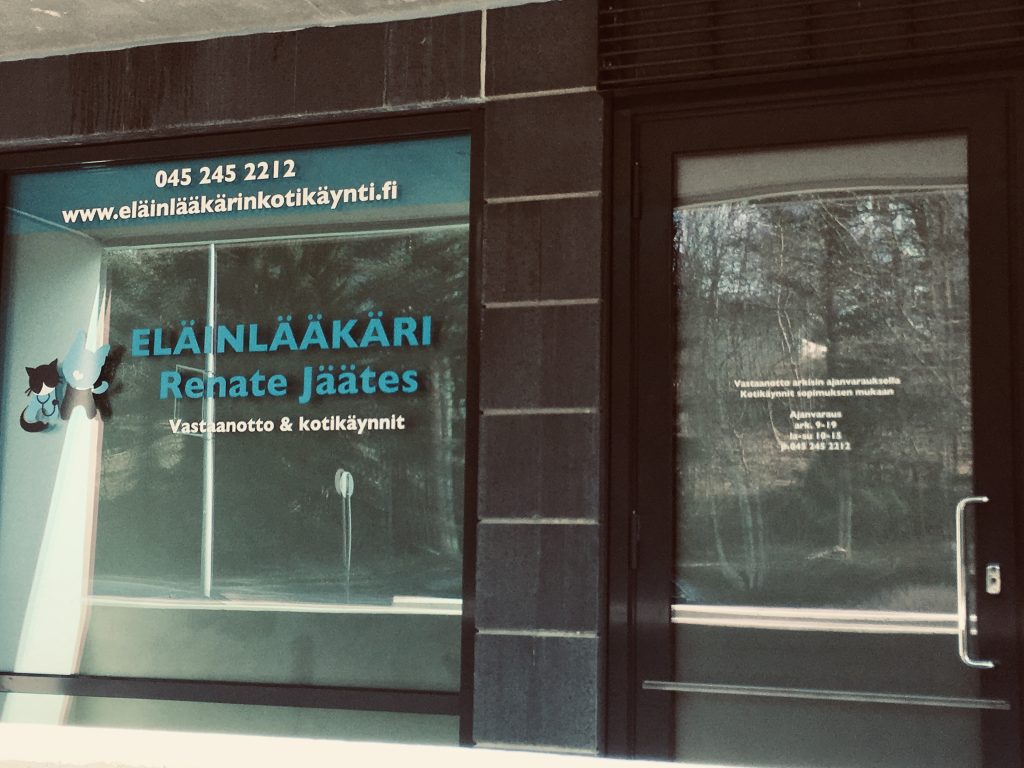 045 245 2212
www.eläinlääkärinkotikäynti.fi
ELÄINLÄÄKÄRI
Renate Jäätes
Vastaanotto & kotikäynnit
Vastaanotto arkisin ajanvarauksella
Kotikäynnit sopimuksen mukaan
Ajanvaraus
ark. 9-19
la-su 10-15
p.045 245 2212